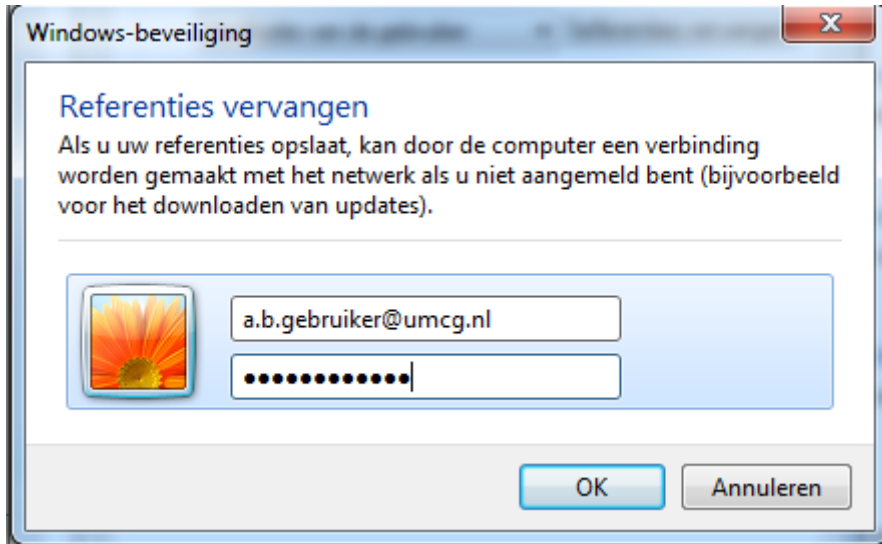 Windows-beveiliging
Referenties vervangen
Als u uw referenties opslaat, kan door de computer een verbinding
worden gemaakt met het netwerk als u niet aangemeld bent (bijvoorbeeld
voor het downloaden van updates).
a.b.gebruiker@umcg.nl
••••••••••••
OK
Annuleren